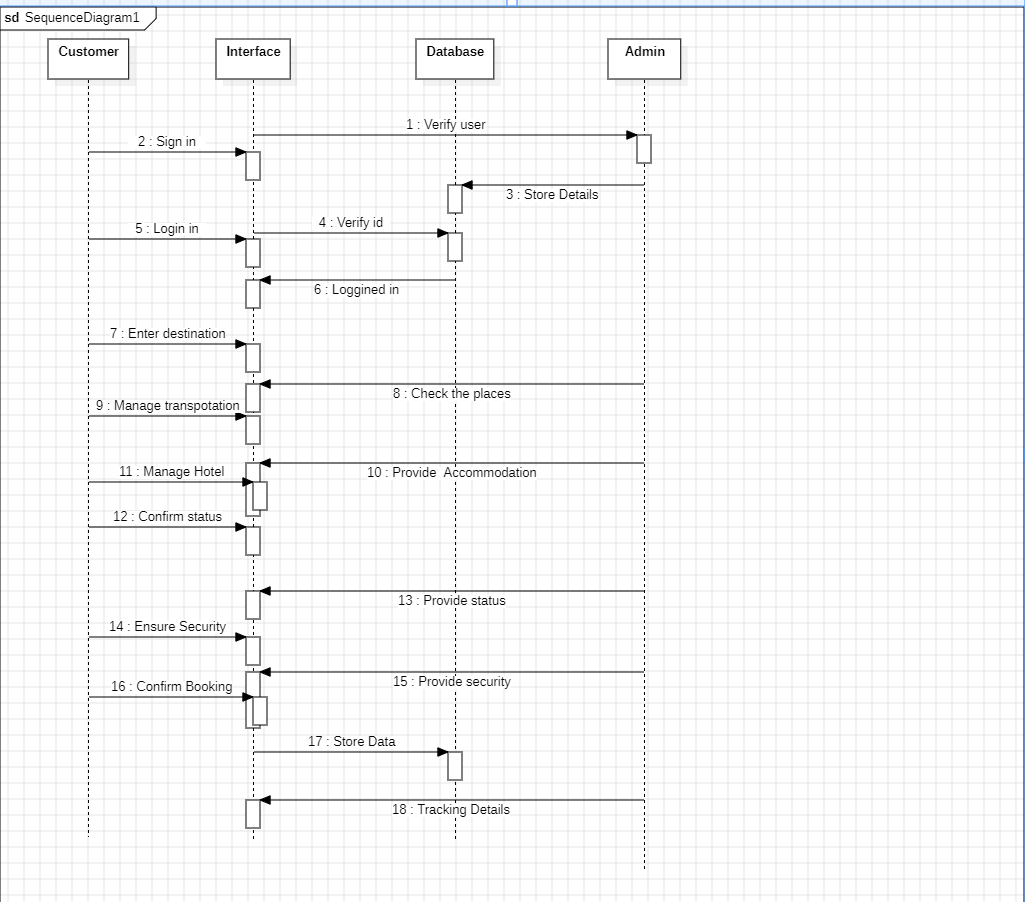 sd SequenceDiagram1
Customer
Interface
Database
Admin
1 : Verify user
2 : Sign in
3 : Store Details
4 : Verify id
5 : Login in
6 : Loggined in
7 : Enter destination
8 : Check the places
9 : Manage transpotation
10 : Provide  Accommodation
11 : Manage Hotel
12 : Confirm status
13 : Provide status
14 : Ensure Security
15 : Provide security
16 : Confirm Booking
17 : Store Data
18 : Tracking Details